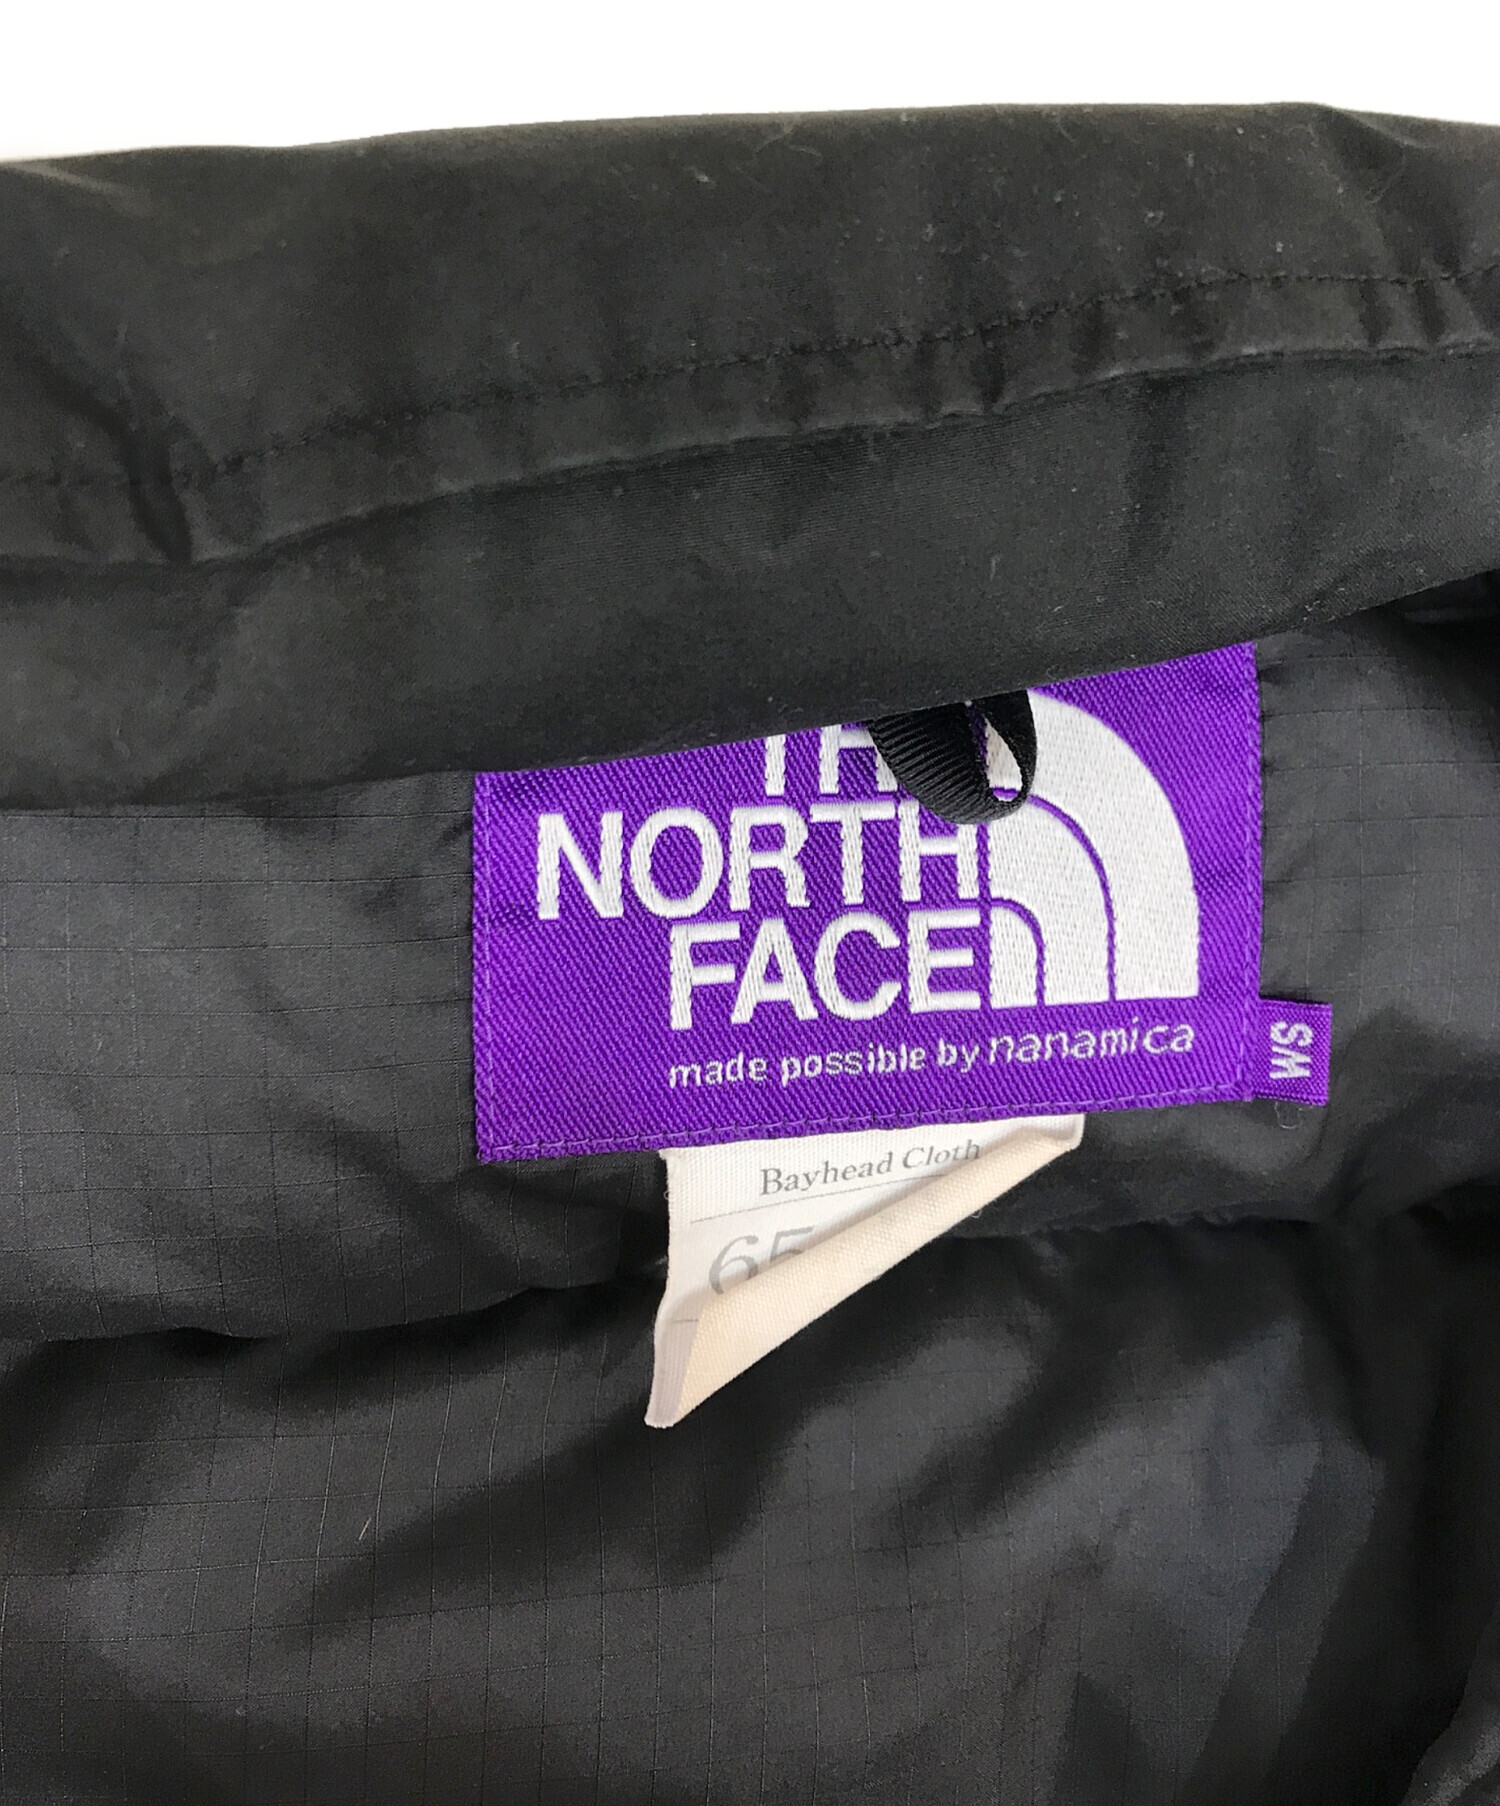 THE
NORTH
FACE
made possible by nanamica
WS
Bayhead Cloth
65